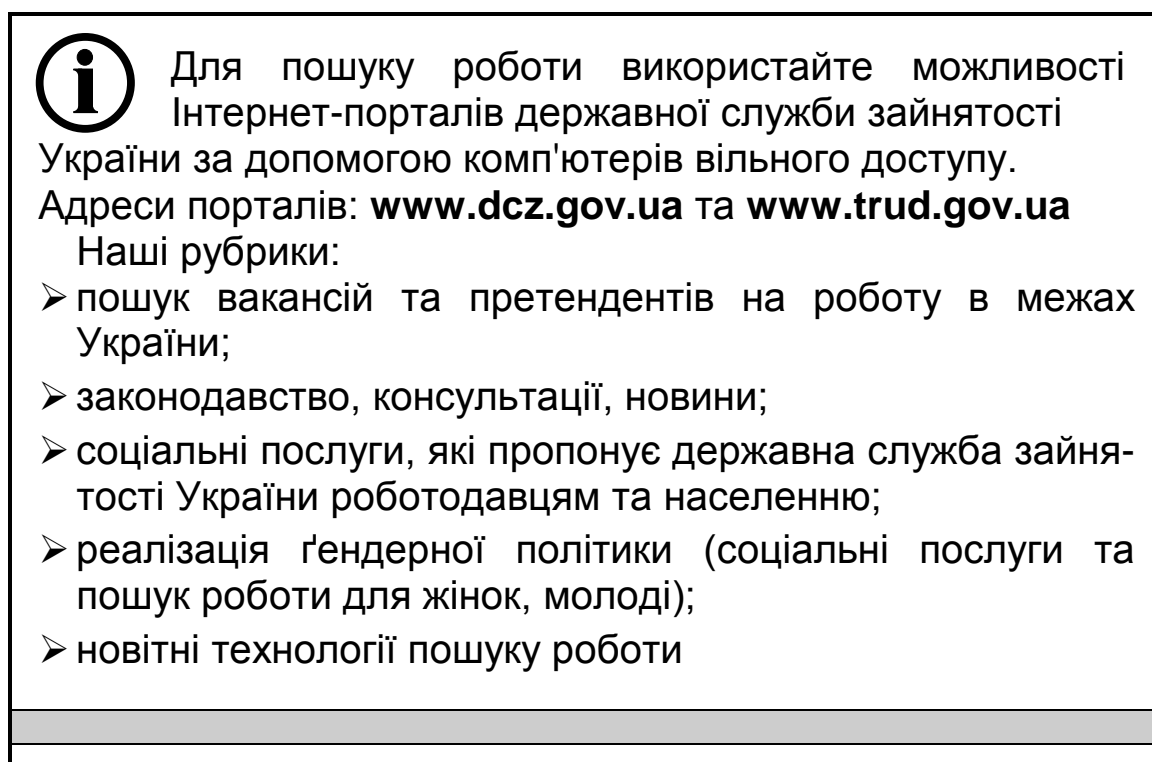 Для пошуку роботи використайте можливості
Інтернет-порталів державної служби зайнятості
України за допомогою комп'ютерів вільного доступу.
Адреси порталів: www.dcz.gov.ua та www.trud.gov.ua
Наші рубрики:
➢ пошук вакансій та претендентів на роботу в межах
України;
➢ законодавство, консультації, новини;
➢ соціальні послуги, які пропонує державна служба зайня-
тості України роботодавцям та населенню;
➢ реалізація ґендерної політики (соціальні послуги та
пошук роботи для жінок, молоді);
➢ новітні технології пошуку роботи